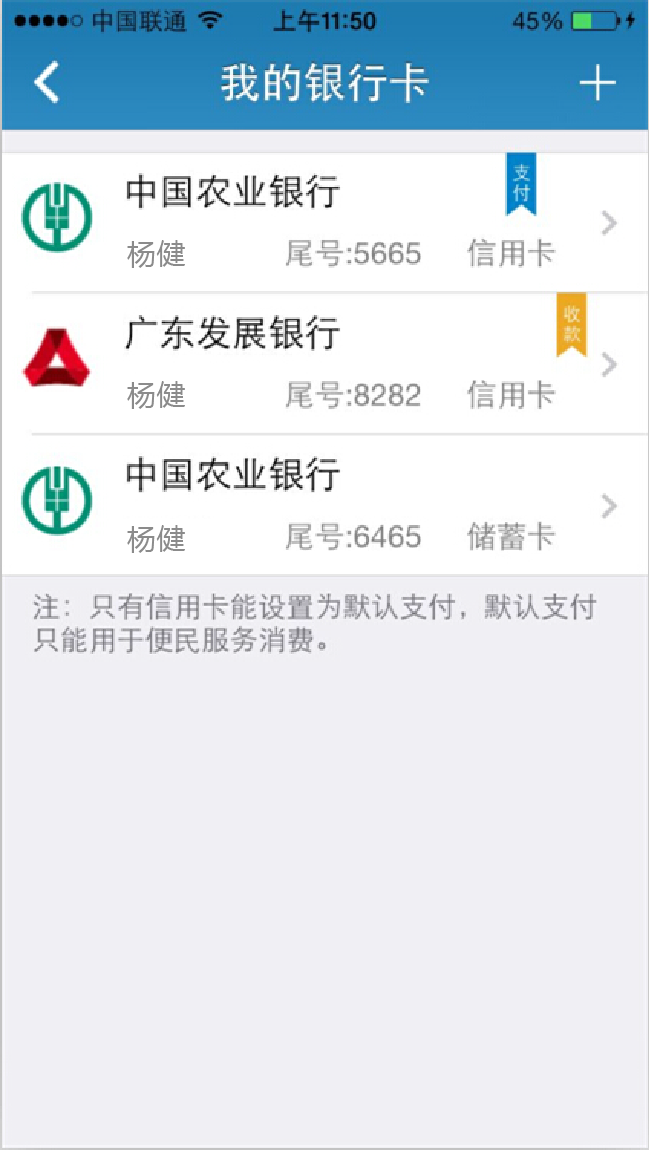 中国联通 上午11:50 45%
我的银行卡
中国农业银行 支付
杨健 尾号:5665 信用卡
广东发展银行 收款
杨健 尾号:8282 信用卡
中国农业银行
杨健 尾号:6465 储蓄卡
注：只有信用卡能设置为默认支付，默认支付
只能用于便民服务消费。